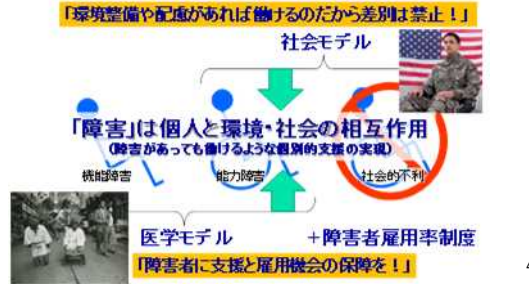 「環境整備や配慮があれば働けるのだから差別は禁止！」
社会モデル
「障害」は個人と環境・社会の相互作用
（障害があっても働けるような個別的支援の実現）
機能障害
能力障害
社会的不利
医学モデル
＋障害者雇用率制度
「障害者に支援と雇用機会の保障を！」